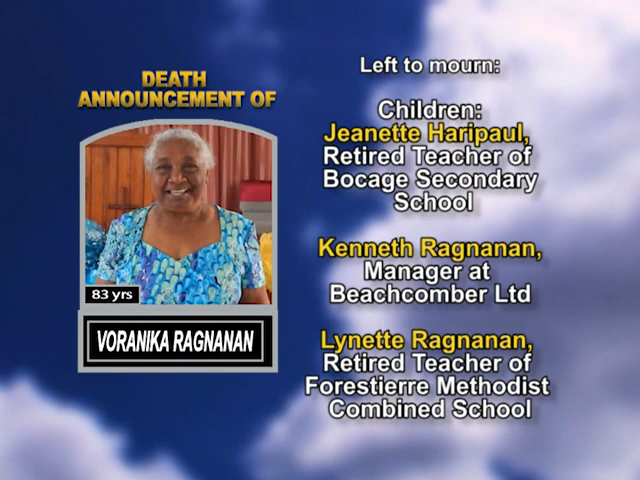 DEATH
ANNOUNCEMENT OF
83 yrs
VORANIKA RAGNANAN
Left to mourn:
Children:
Jeanette Haripaul,
Retired Teacher of
Bocage Secondary
School
Kenneth Ragnanan,
Manager at
Beachcomber Ltd
Lynette Ragnanan,
Retired Teacher of
Forestierre Methodist
Combined School